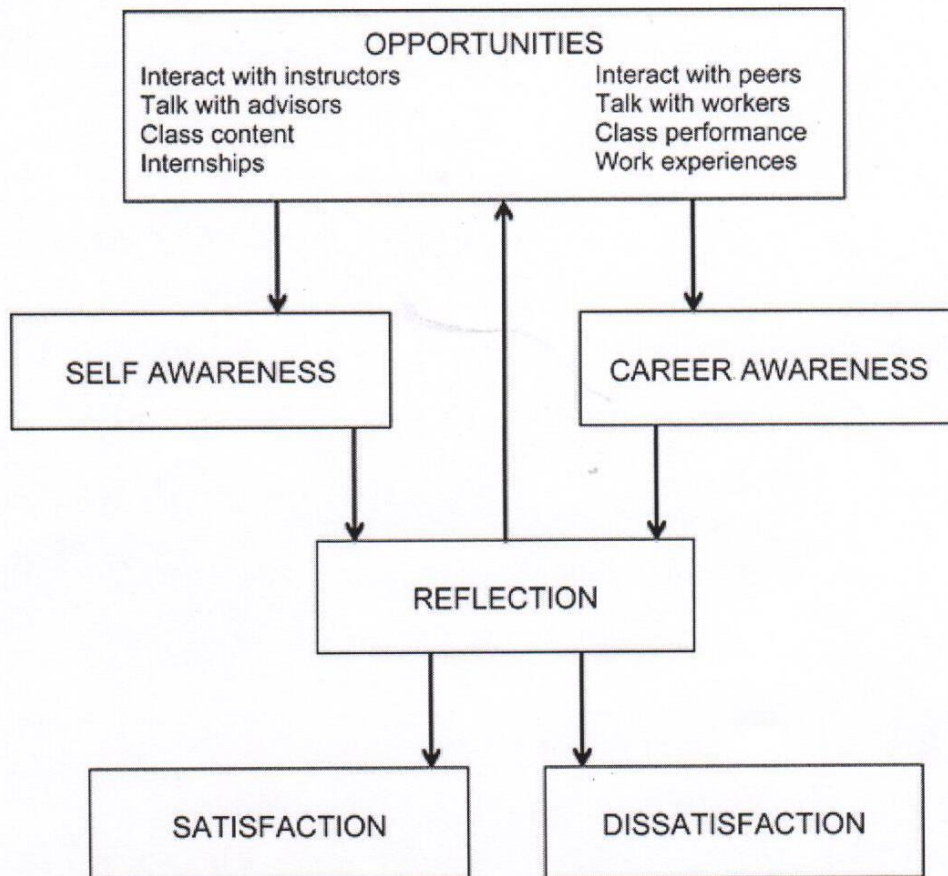 OPPORTUNITIES
Interact with instructors
Talk with advisors
Class content
Internships
Interact with peers
Talk with workers
Class performance
Work experiences
SELF AWARENESS
CAREER AWARENESS
REFLECTION
SATISFACTION
DISSATISFACTION